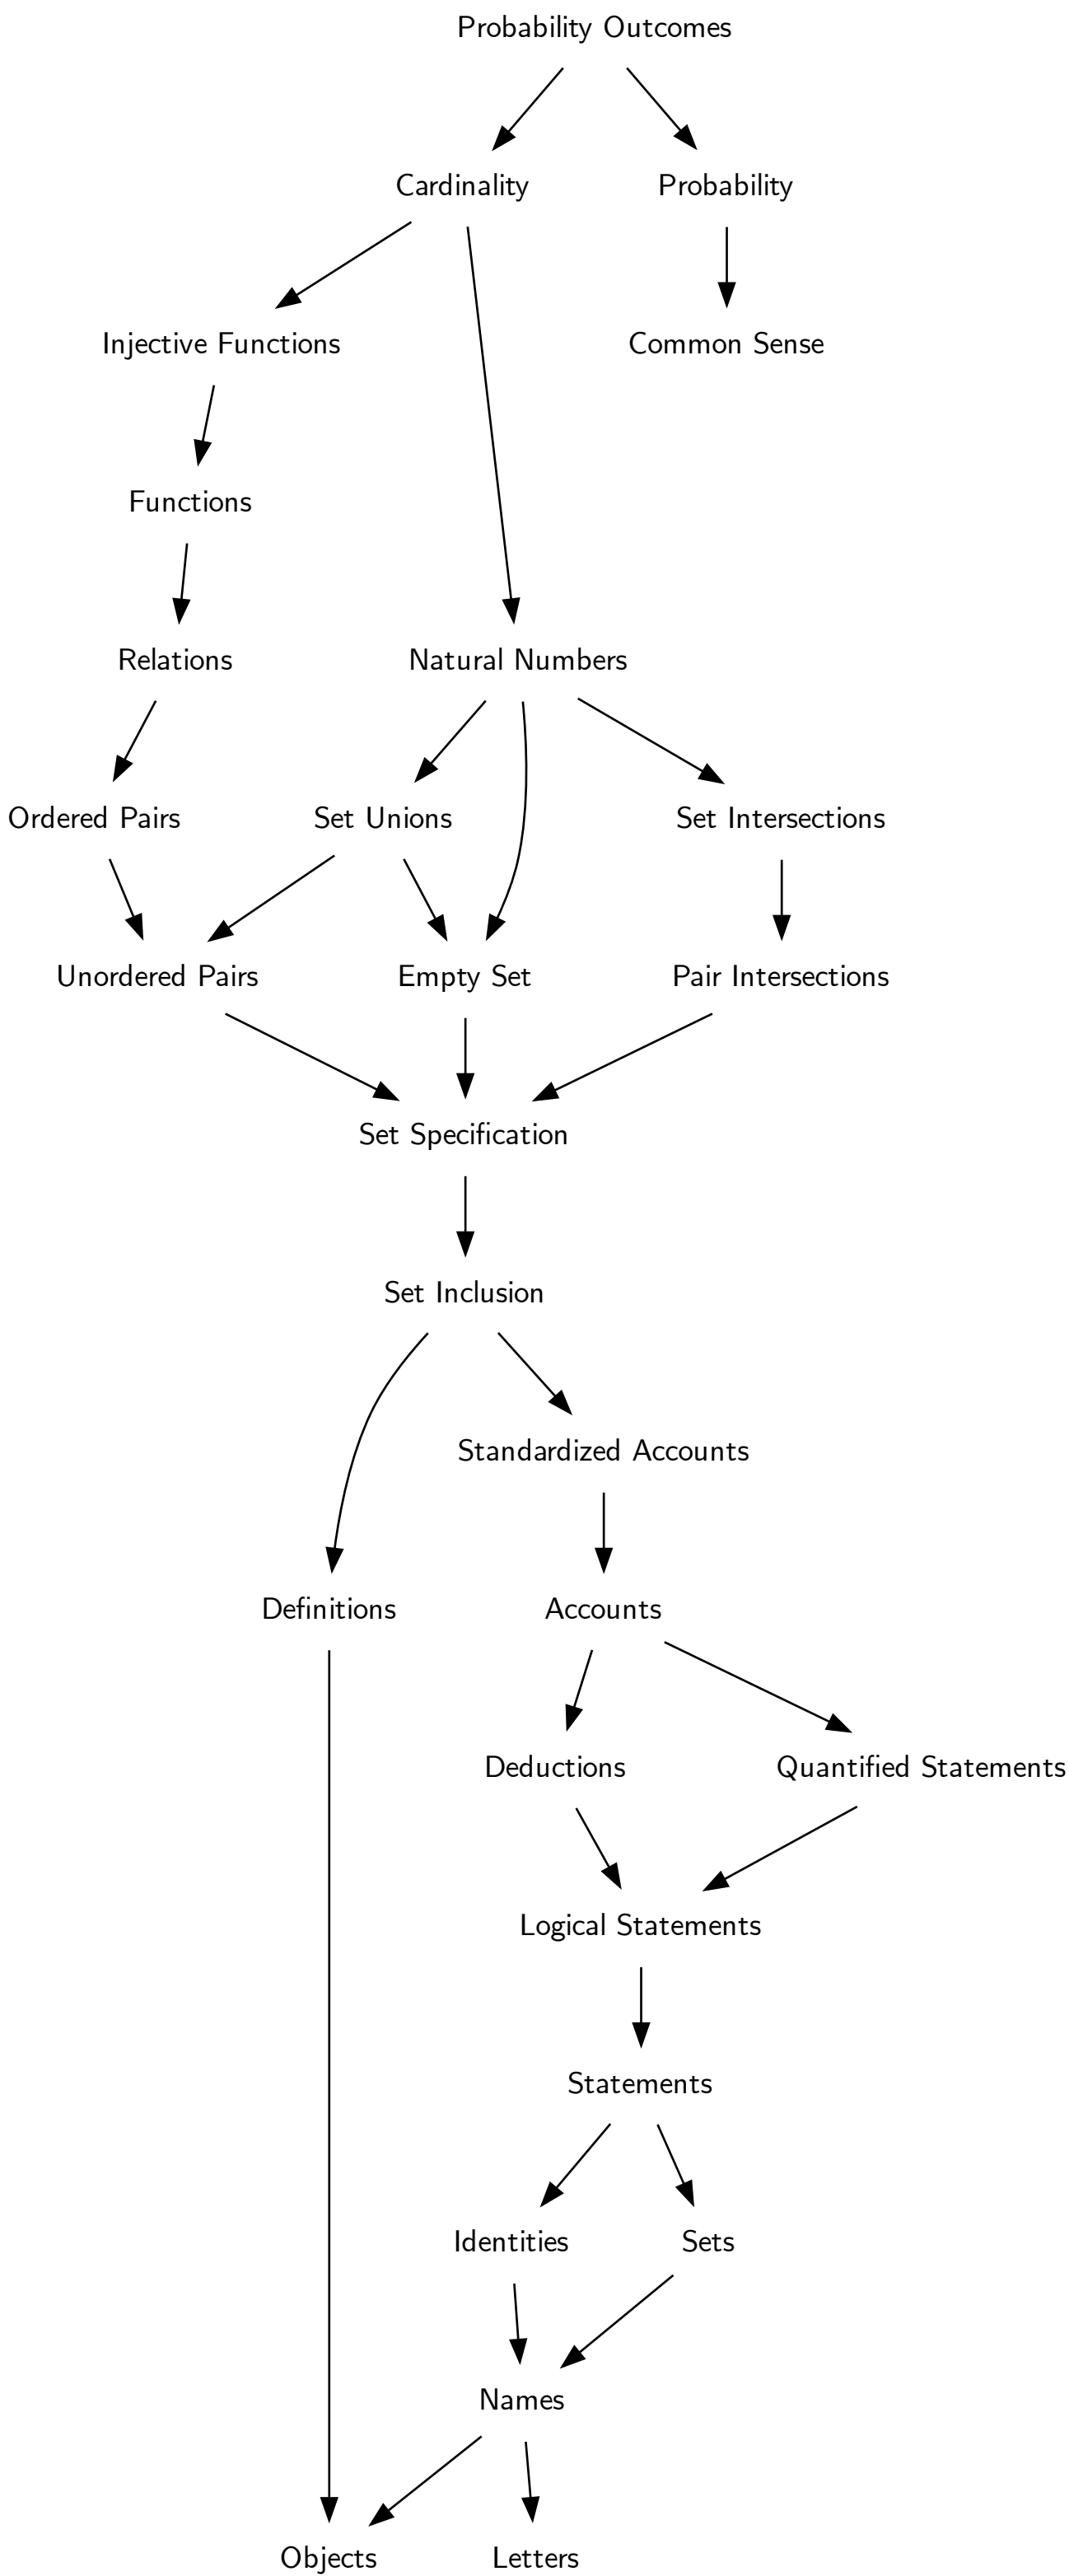 Probability Outcomes
Cardinality
Probability
Injective Functions
Common Sense
Functions
Relations
Natural Numbers
Ordered Pairs
Set Unions
Set Intersections
Unordered Pairs
Empty Set
Pair Intersections
Set Specification
Set Inclusion
Standardized Accounts
Definitions
Accounts
Deductions
Quantified Statements
Logical Statements
Statements
Identities
Sets
Names
Objects
Letters